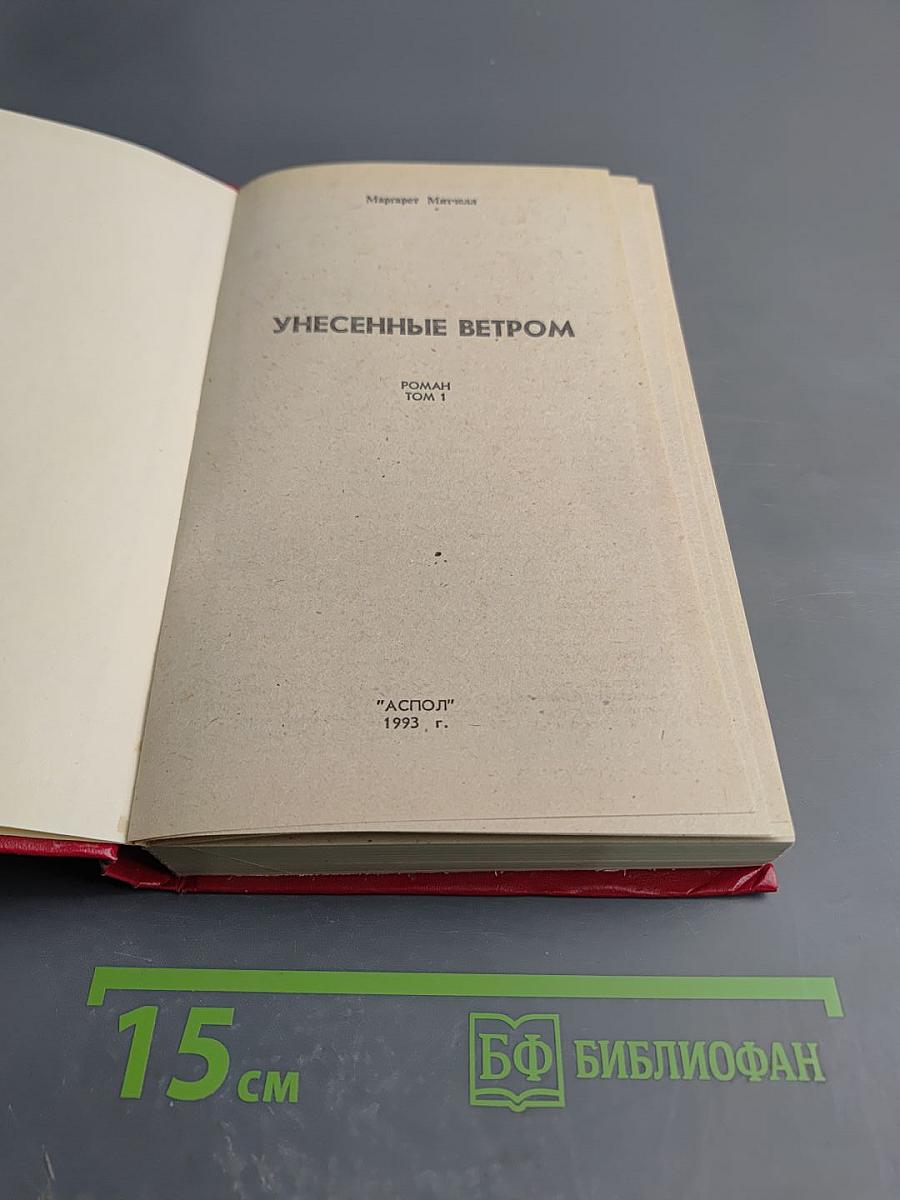 Маргарет Митчелл
УНЕСЕННЫЕ ВЕТРОМ
РОМАН
ТОМ 1
"АСПОЛ"
1993 г.
15 см
БФ БИБЛИОФАН